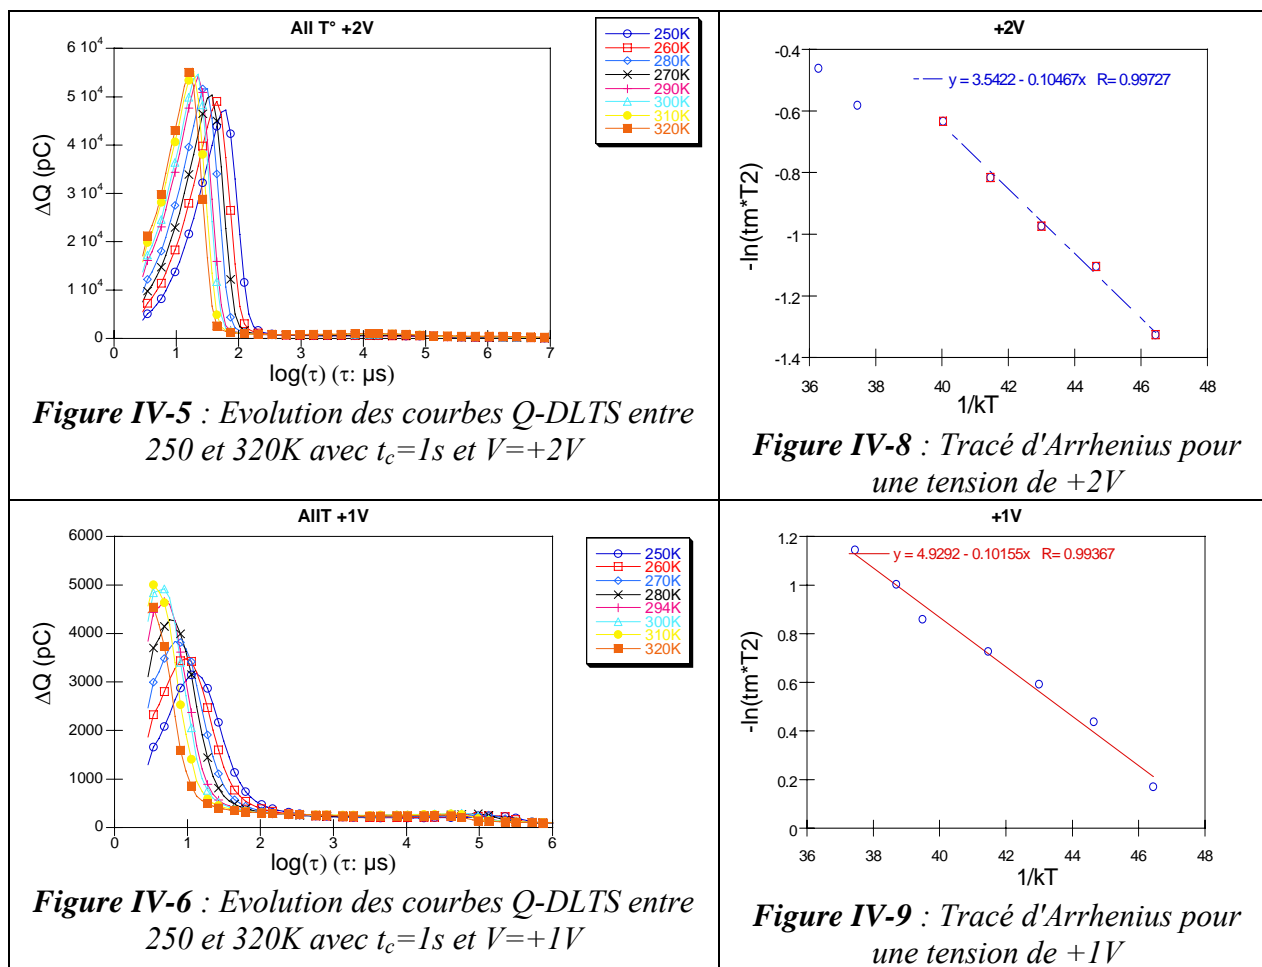 All T° +2V
6 10⁴
5 10⁴
4 10⁴
3 10⁴
2 10⁴
1 10⁴
0
0 1 2 3 4 5 6 7
ΔQ (pC)
log(τ) (τ: µs)
250K
260K
280K
270K
290K
300K
310K
320K
Figure IV-5 : Evolution des courbes Q-DLTS entre
250 et 320K avec tc=1s et V=+2V
+2V
-0.4
-0.6
-0.8
-1
-1.2
-1.4
36 38 40 42 44 46 48
-ln(tm*T2)
1/kT
y = 3.5422 - 0.10467x R= 0.99727
Figure IV-8 : Tracé d'Arrhenius pour
une tension de +2V
AllT +1V
6000
5000
4000
3000
2000
1000
0
0 1 2 3 4 5 6
ΔQ (pC)
log(τ) (τ: µs)
250K
260K
270K
280K
294K
300K
310K
320K
Figure IV-6 : Evolution des courbes Q-DLTS entre
250 et 320K avec tc=1s et V=+1V
+1V
1.2
1
0.8
0.6
0.4
0.2
0
36 38 40 42 44 46 48
-ln(tm*T2)
1/kT
y = 4.9292 - 0.10155x R= 0.99367
Figure IV-9 : Tracé d'Arrhenius pour
une tension de +1V